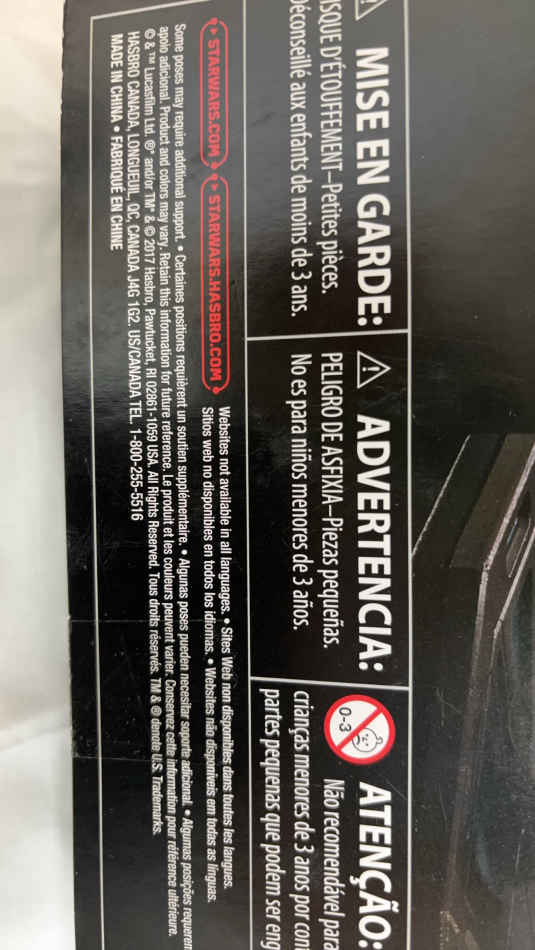 MISE EN GARDE:
D'ÉTOUFFEMENT–Petites pièces.
Déconseillé aux enfants de moins de 3 ans.
ADVERTENCIA:
PELIGRO DE ASFIXIA–Piezas pequeñas.
No es para niños menores de 3 años.
ATENÇÃO:
0-3
Não recomendável para
crianças menores de 3 anos por
partes pequenas que podem ser
STARWARS.COM
STARWARS.HASBRO.COM
Websites not available in all languages. • Sites Web non disponibles dans toutes les langues.
Sitios web no disponibles en todos los idiomas. • Websites não disponíveis em todas as línguas.
Some poses may require additional support. • Certaines positions requièrent un soutien supplémentaire. • Algunas poses pueden necesitar soporte adicional. • Algumas posições requerem
apoio adicional. Product and colors may vary. Retain this information for future reference. Le produit et les couleurs peuvent varier. Conservez cette information pour référence ultérieure.
© & ™ Lucasfilm Ltd. ®* and/or TM* & © 2017 Hasbro, Pawtucket, RI 02861-1059 USA. All Rights Reserved. Tous droits réservés. TM & ® denote U.S. Trademarks.
HASBRO CANADA, LONGUEUIL, QC, CANADA J4G 1G2. US/CANADA TEL. 1-800-255-5516
MADE IN CHINA • FABRIQUÉ EN CHINE